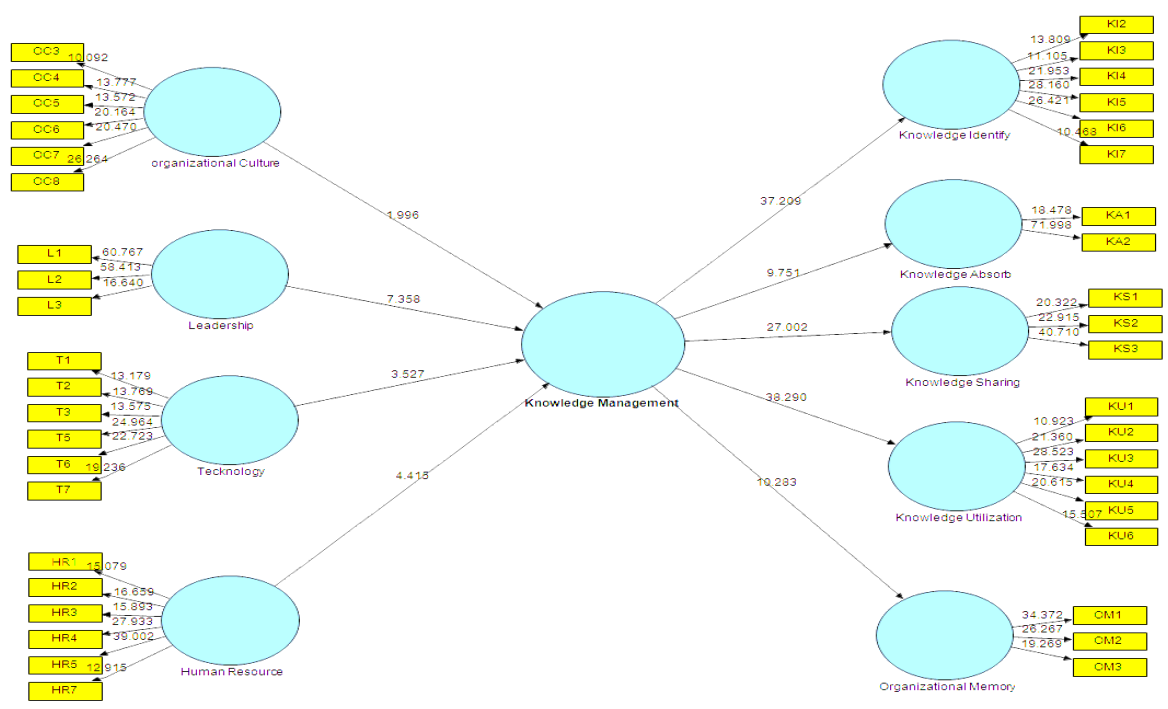 OC3
10.092
OC4
13.777
OC5
13.572
OC6
20.164
OC7
20.470
OC8
26.264
organizational Culture
L1
60.767
L2
58.413
L3
16.640
Leadership
T1
13.179
T2
13.769
T3
13.575
T5
24.964
T6
22.723
T7
19.236
Tecknology
HR1
15.079
HR2
16.659
HR3
15.893
HR4
27.933
HR5
39.002
HR7
12.915
Human Resource
1.996
7.358
3.527
4.415
Knowledge Management
37.209
9.751
27.002
38.290
10.283
KI2
13.809
KI3
11.105
KI4
21.953
KI5
28.160
KI6
26.421
KI7
10.468
Knowledge Identify
KA1
18.478
KA2
71.998
Knowledge Absorb
KS1
20.322
KS2
22.915
KS3
40.710
Knowledge Sharing
KU1
10.923
KU2
21.360
KU3
28.523
KU4
17.634
KU5
20.615
KU6
15.507
Knowledge Utilization
OM1
34.372
OM2
26.267
OM3
19.269
Organizational Memory